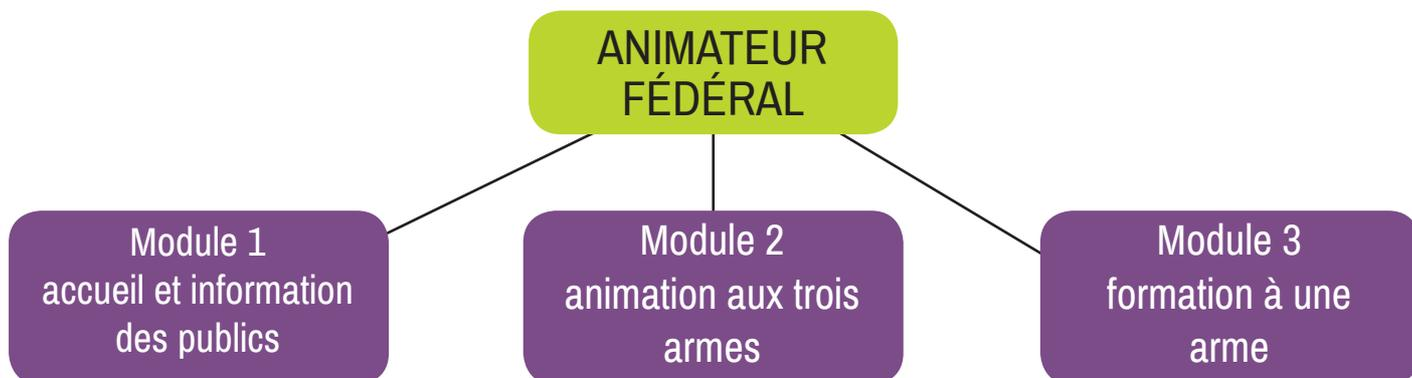 ANIMATEUR
FÉDÉRAL
Module 1
accueil et information
des publics
Module 2
animation aux trois
armes
Module 3
formation à une
arme